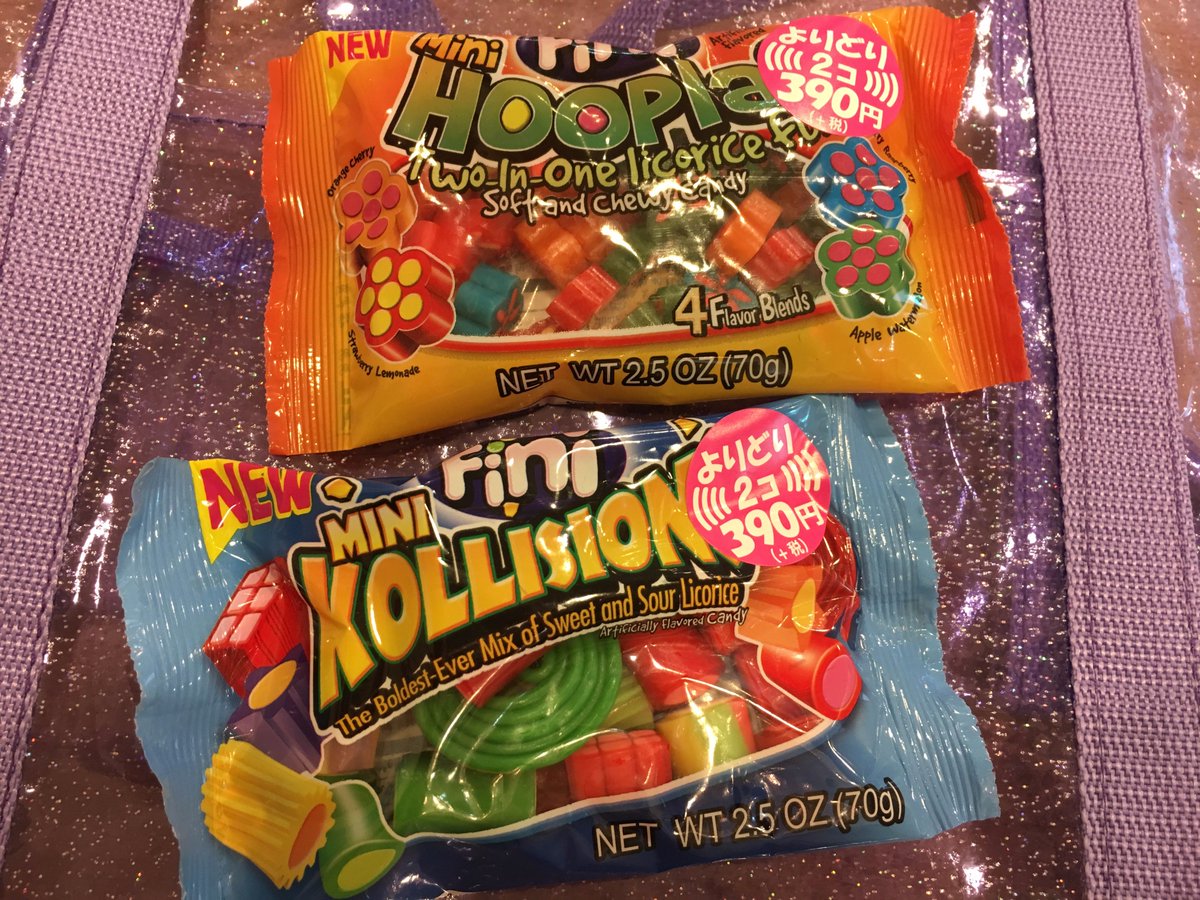 NEW
Mini
Fini
HOOPla
Two-In-One licorice
Soft and Chewy Candy
Flavored
よりどり
2コ
390円
(+税)
Orange Cherry
Raspberry
Strawberry Lemonade
4 Flavor Blends
Apple Watermelon
NET WT 2.5 OZ (70g)
NEW
Fini
MINI
KOLLISION
The Boldest-Ever Mix of Sweet and Sour Licorice
Artificially Flavored Candy
よりどり
2コ
390円
(+税)
NET WT 2.5 OZ (70g)